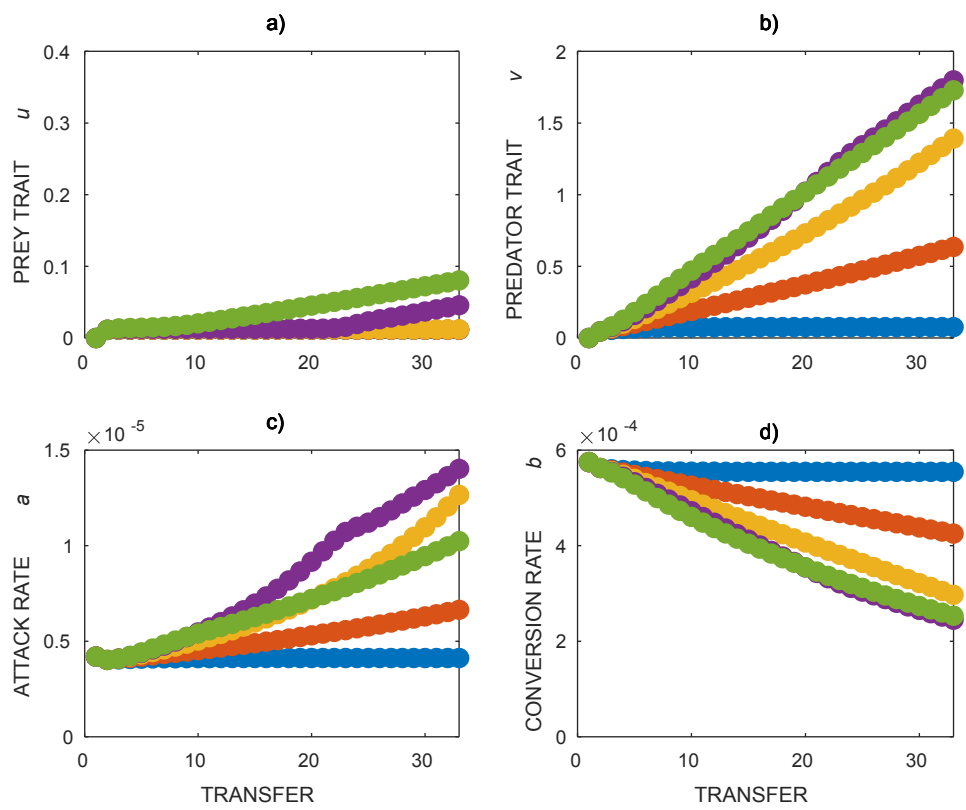 a)
0.4
0.3
0.2
0.1
0
0
10
20
30
PREY TRAIT u
b)
2
1.5
1
0.5
0
0
10
20
30
PREDATOR TRAIT v
c)
× 10 -5
1.5
1
0.5
0
0
10
20
30
ATTACK RATE a
TRANSFER
d)
× 10 -4
6
4
2
0
0
10
20
30
CONVERSION RATE b
TRANSFER